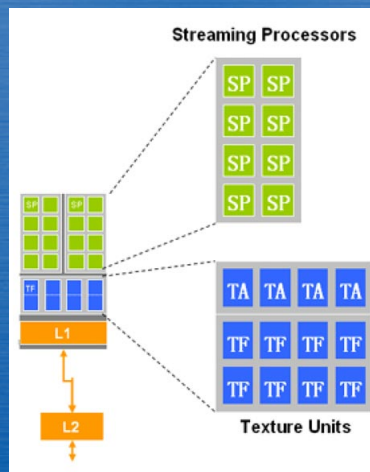 Streaming Processors
SP SP
SP SP
SP SP
SP SP
SP SP
TF
L1
L2
TA TA TA TA
TF TF TF TF
TF TF TF TF
Texture Units